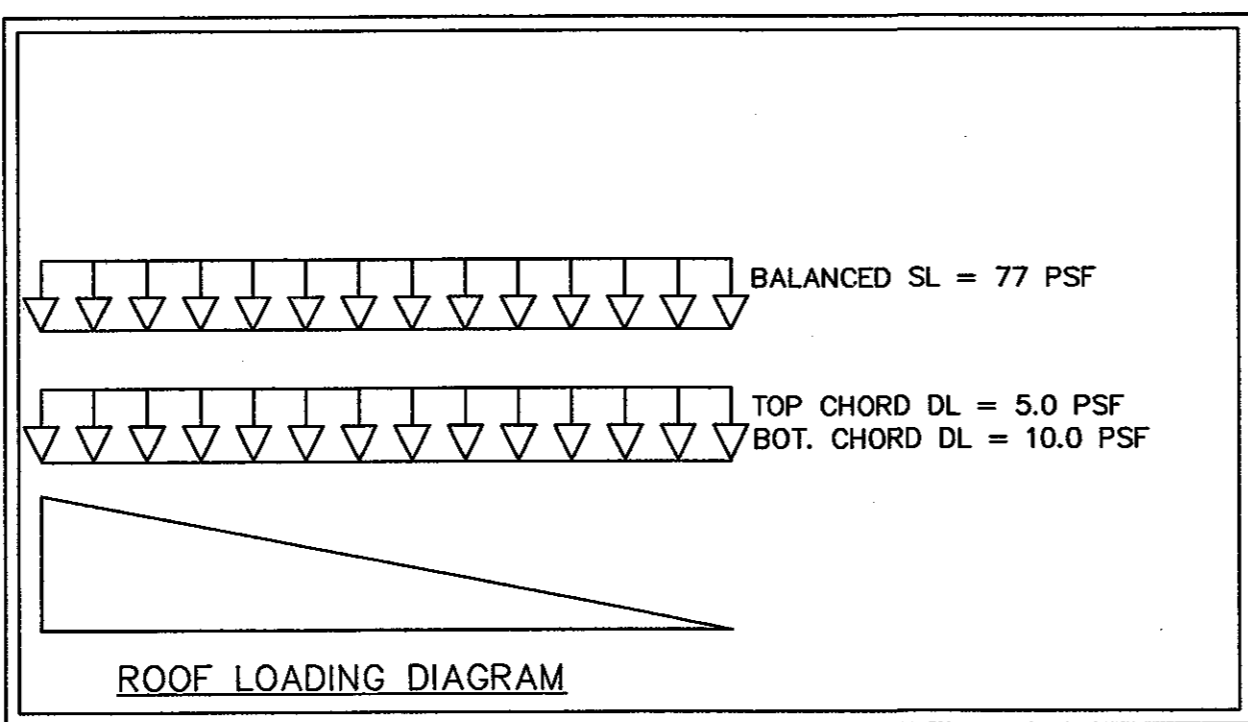 BALANCED SL = 77 PSF
TOP CHORD DL = 5.0 PSF
BOT. CHORD DL = 10.0 PSF
ROOF LOADING DIAGRAM